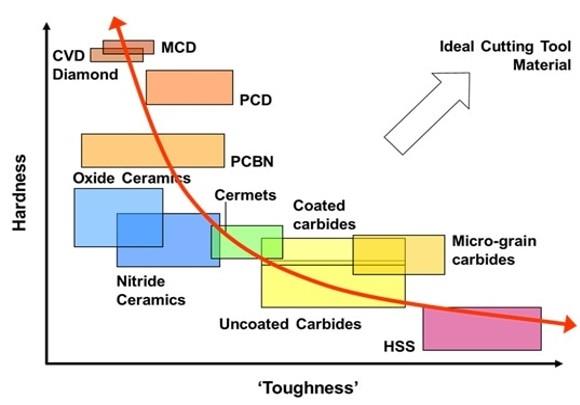 MCD
CVD
Diamond
Ideal Cutting Tool
Material
PCD
PCBN
Oxide Ceramics
Cermets
Coated
carbides
Micro-grain
carbides
Nitride
Ceramics
Uncoated Carbides
HSS
Hardness
'Toughness'